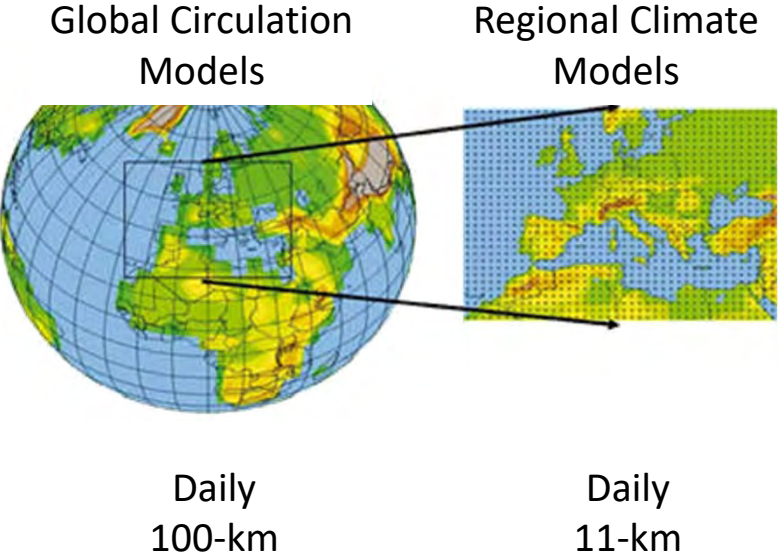 Global Circulation
Models
Regional Climate
Models
Daily
100-km
Daily
11-km